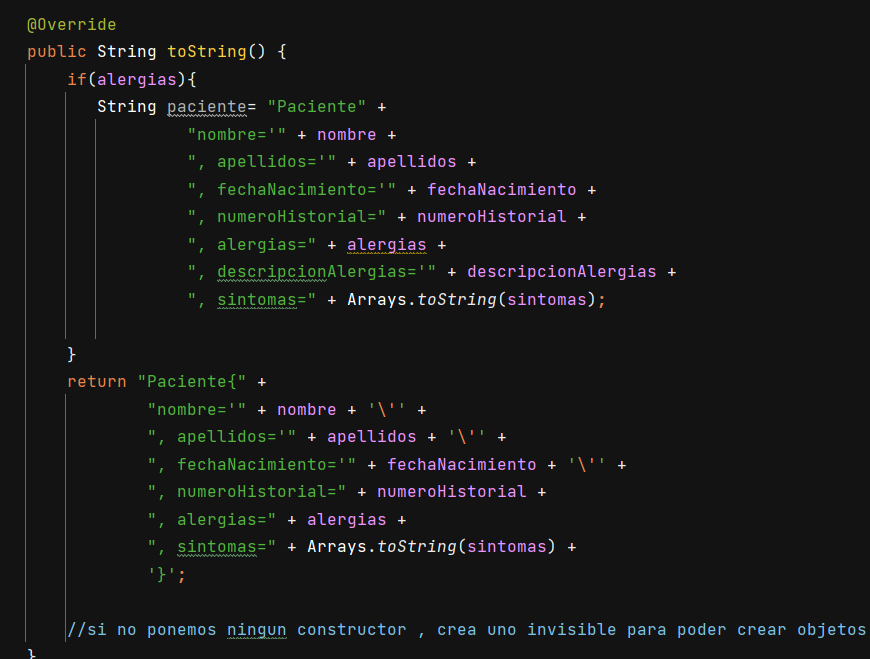 @Override
public String toString() {
if(alergias){
String paciente= "Paciente" +
"nombre='" + nombre +
", apellidos='" + apellidos +
", fechaNacimiento='" + fechaNacimiento +
", numeroHistorial=" + numeroHistorial +
", alergias=" + alergias +
", descripcionAlergias='" + descripcionAlergias +
", sintomas=" + Arrays.toString(sintomas);
}
return "Paciente{" +
"nombre='" + nombre + '\'' +
", apellidos='" + apellidos + '\'' +
", fechaNacimiento='" + fechaNacimiento + '\'' +
", numeroHistorial=" + numeroHistorial +
", alergias=" + alergias +
", sintomas=" + Arrays.toString(sintomas) +
'}';
//si no ponemos ningun constructor , crea uno invisible para poder crear objetos
}